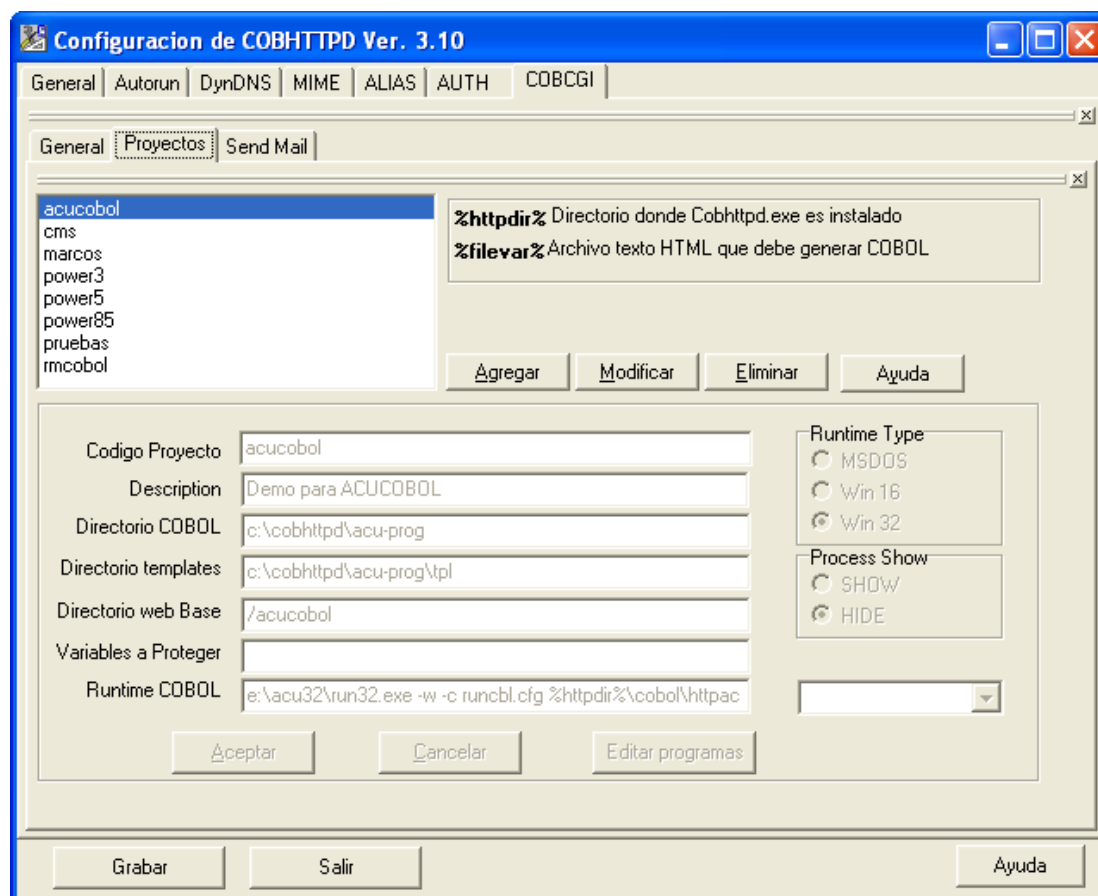 Configuracion de COBHTTPD Ver. 3.10
General Autorun DynDNS MIME ALIAS AUTH COBCGI
General Proyectos Send Mail
acucobol
cms
marcos
power3
power5
power85
pruebas
rmcobol
%httpdir% Directorio donde Cobhttpd.exe es instalado
%filevar% Archivo texto HTML que debe generar COBOL
Agregar Modificar Eliminar Ayuda
Codigo Proyecto acucobol
Description Demo para ACUCOBOL
Directorio COBOL c:\cobhttpd\acu-prog
Directorio templates c:\cobhttpd\acu-prog\tpl
Directorio web Base /acucobol
Variables a Proteger
Runtime COBOL e:\acu32\run32.exe -w -c runcbl.cfg %httpdir%\cobol\httpac
Runtime Type
MSDOS
Win 16
Win 32
Process Show
SHOW
HIDE
Aceptar Cancelar Editar programas
Grabar Salir Ayuda